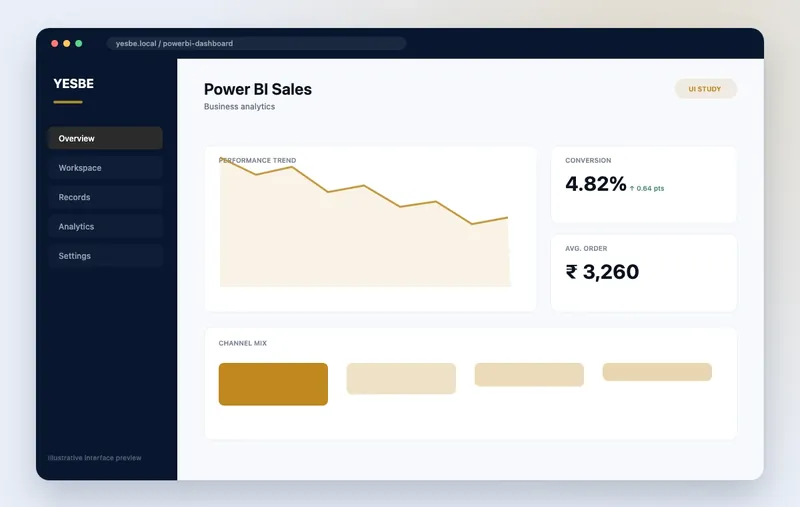 yesbe.local / powerbi-dashboard
YESBE
Overview
Workspace
Records
Analytics
Settings
Illustrative interface preview
Power BI Sales
Business analytics
UI STUDY
PERFORMANCE TREND
CONVERSION
4.82% ↑ 0.64 pts
AVG. ORDER
₹ 3,260
CHANNEL MIX